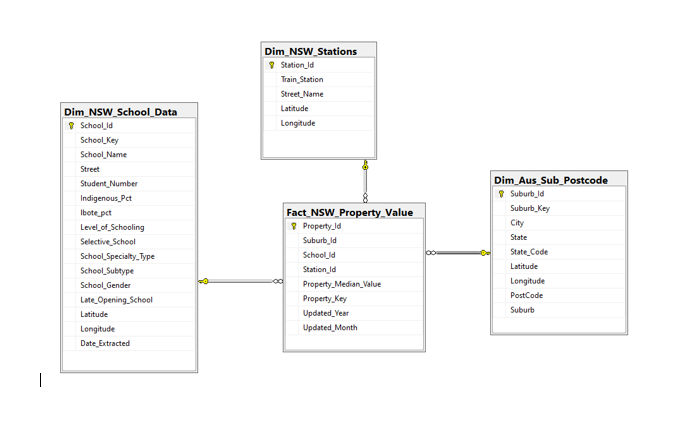 Dim_NSW_Stations
Station_Id
Train_Station
Street_Name
Latitude
Longitude
Dim_NSW_School_Data
School_Id
School_Key
School_Name
Street
Student_Number
Indigenous_Pct
lbote_pct
Level_of_Schooling
Selective_School
School_Specialty_Type
School_Subtype
School_Gender
Late_Opening_School
Latitude
Longitude
Date_Extracted
Fact_NSW_Property_Value
Property_Id
Suburb_Id
School_Id
Station_Id
Property_Median_Value
Property_Key
Updated_Year
Updated_Month
Dim_Aus_Sub_Postcode
Suburb_Id
Suburb_Key
City
State
State_Code
Latitude
Longitude
PostCode
Suburb